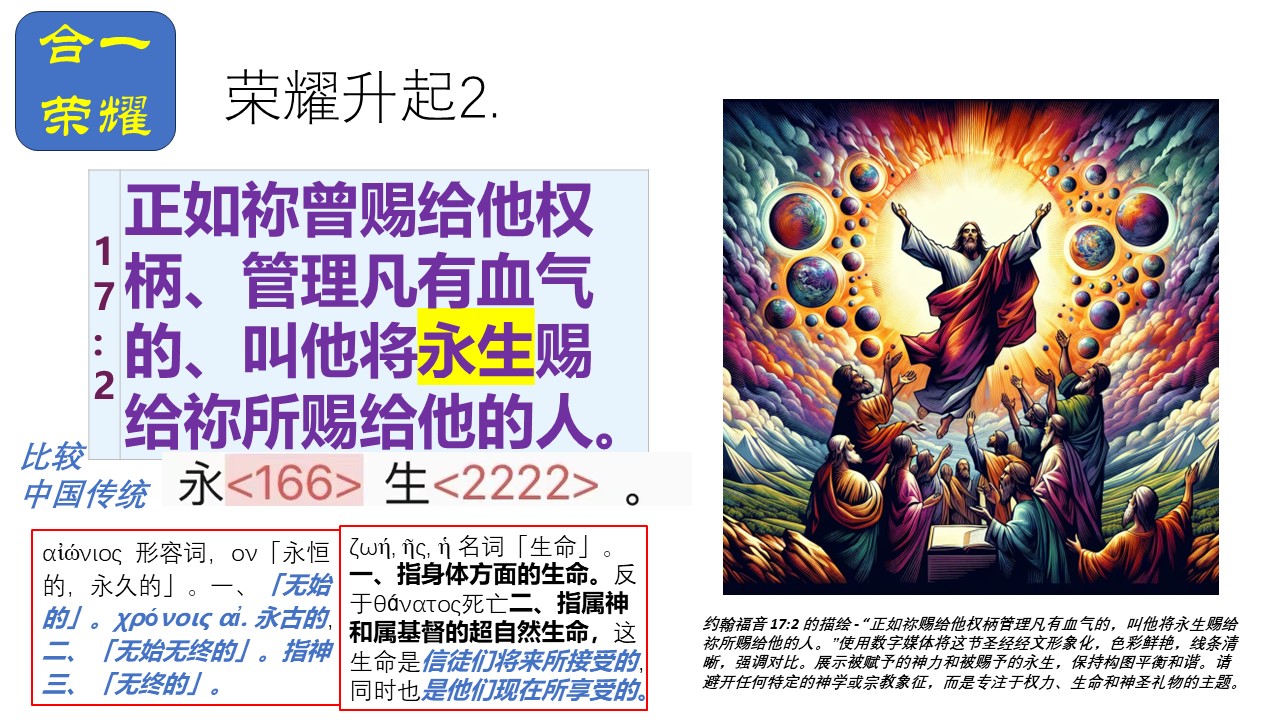 合一
荣耀
荣耀升起2.
17:2
正如祢曾赐给他权
柄、管理凡有血气
的、叫他将永生赐
给祢所赐给他的人。
比较
中国传统
永<166> 生<2222> 。
αἰώνιος 形容词，ον「永恒
的，永久的」。一、「无始
的」。χρόνοις αἰ. 永古的,
二、「无始无终的」。指神
三、「无终的」。
ζωή, ῆς, ἡ 名词「生命」。
一、指身体方面的生命。反
于θάνατος死亡二、指属神
和属基督的超自然生命，这
生命是信徒们将来所接受的,
同时也是他们现在所享受的。
约翰福音 17:2 的描绘 - “正如祢赐给他权柄管理凡有血气的，叫他将永生赐给
祢所赐给他的人。”使用数字媒体将这节圣经经文形象化，色彩鲜艳，线条清
晰，强调对比。展示被赋予的神力和被赐予的永生，保持构图平衡和谐。请
避开任何特定的神学或宗教象征，而是专注于权力、生命和神圣礼物的主题。